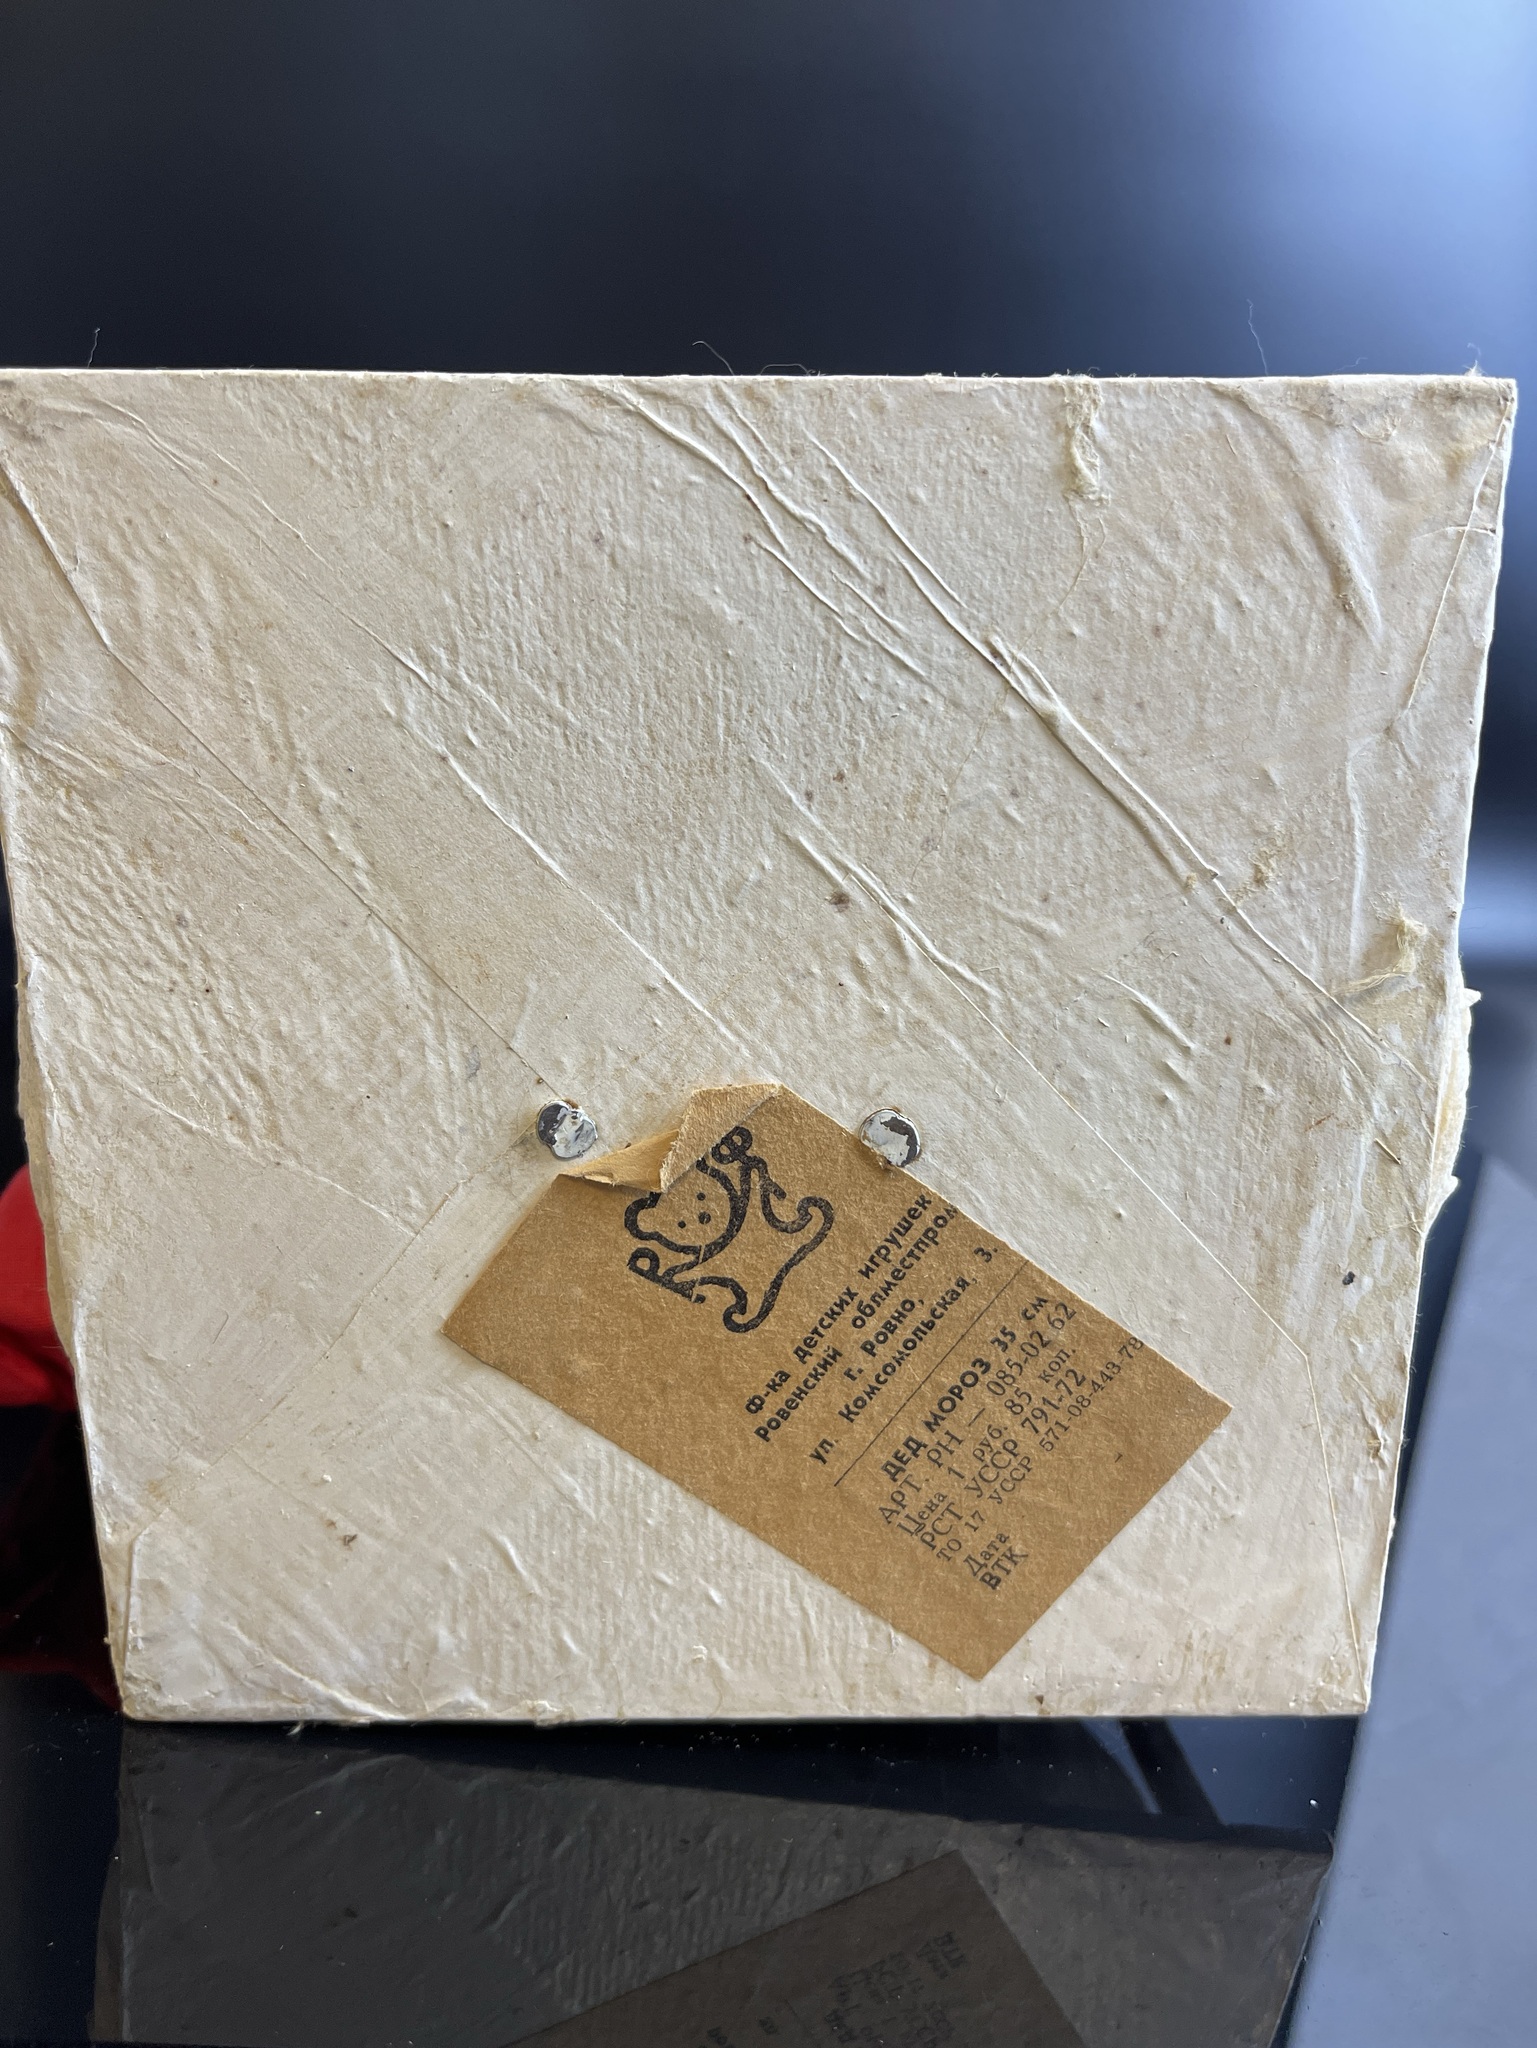 Ф-ка детских игрушек
Ровенский облместпром
г. Ровно,
ул. Комсомольская, 3.
ДЕД МОРОЗ 35 см
АРТ. РН — 085-02 62
Цена 1 руб. 85 коп.
РСТ УССР 791-72
ТО 17 УССР 571-08-443-78
Дата
ВТК